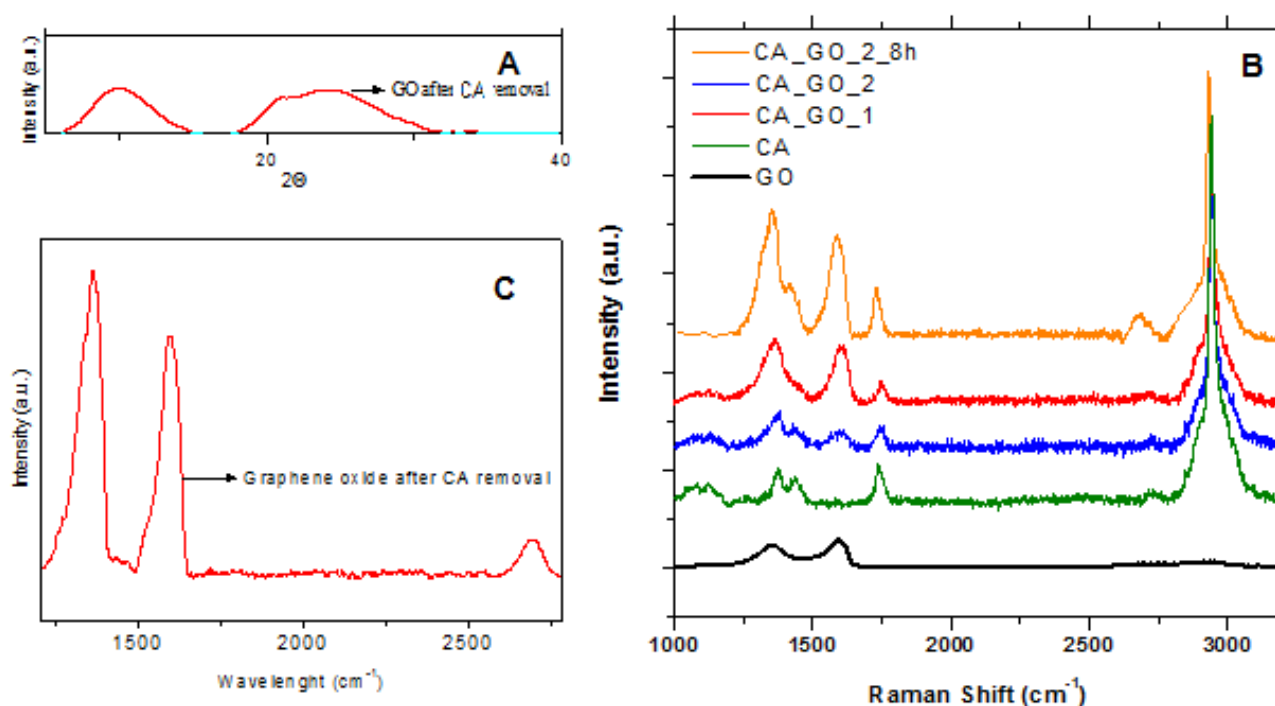 A
Intensity (a.u.)
GO after CA removal
20
40
2Θ
C
Intensity (a.u.)
Graphene oxide after CA removal
1500
2000
2500
Wavelenght (cm⁻¹)
B
CA_GO_2_8h
CA_GO_2
CA_GO_1
CA
GO
Intensity (a.u.)
1000
1500
2000
2500
3000
Raman Shift (cm⁻¹)